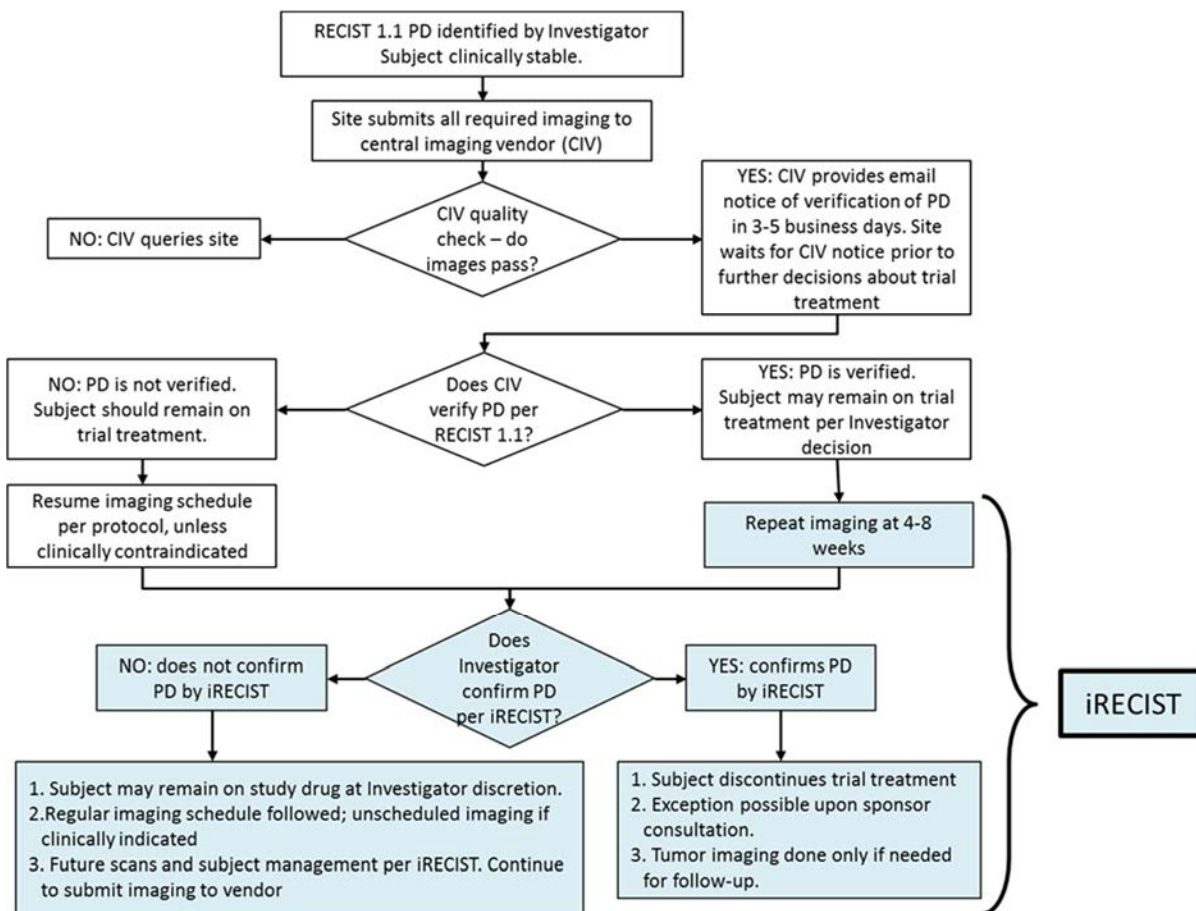 RECIST 1.1 PD identified by Investigator
Subject clinically stable.
Site submits all required imaging to
central imaging vendor (CIV)
CIV quality
check – do
images pass?
NO: CIV queries site
YES: CIV provides email
notice of verification of PD
in 3-5 business days. Site
waits for CIV notice prior to
further decisions about trial
treatment
Does CIV
verify PD per
RECIST 1.1?
NO: PD is not verified.
Subject should remain on
trial treatment.
YES: PD is verified.
Subject may remain on trial
treatment per Investigator
decision
Resume imaging schedule
per protocol, unless
clinically contraindicated
Repeat imaging at 4-8
weeks
Does
Investigator
confirm PD
per iRECIST?
NO: does not confirm
PD by iRECIST
YES: confirms PD
by iRECIST
1. Subject may remain on study drug at Investigator discretion.
2.Regular imaging schedule followed; unscheduled imaging if
clinically indicated
3. Future scans and subject management per iRECIST. Continue
to submit imaging to vendor
1. Subject discontinues trial treatment
2. Exception possible upon sponsor
consultation.
3. Tumor imaging done only if needed
for follow-up.
iRECIST